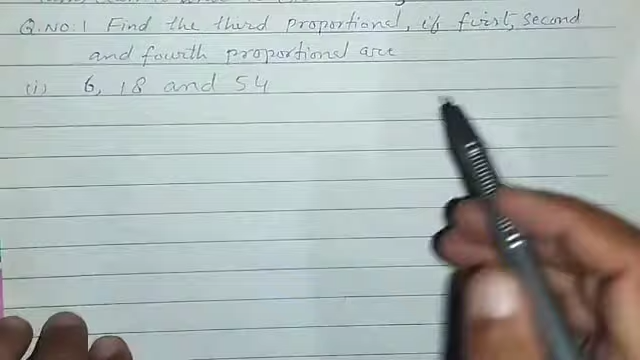 Q.NO:1 Find the third proportional, if first, second
and fourth proportional are
(i) 6, 18 and 54